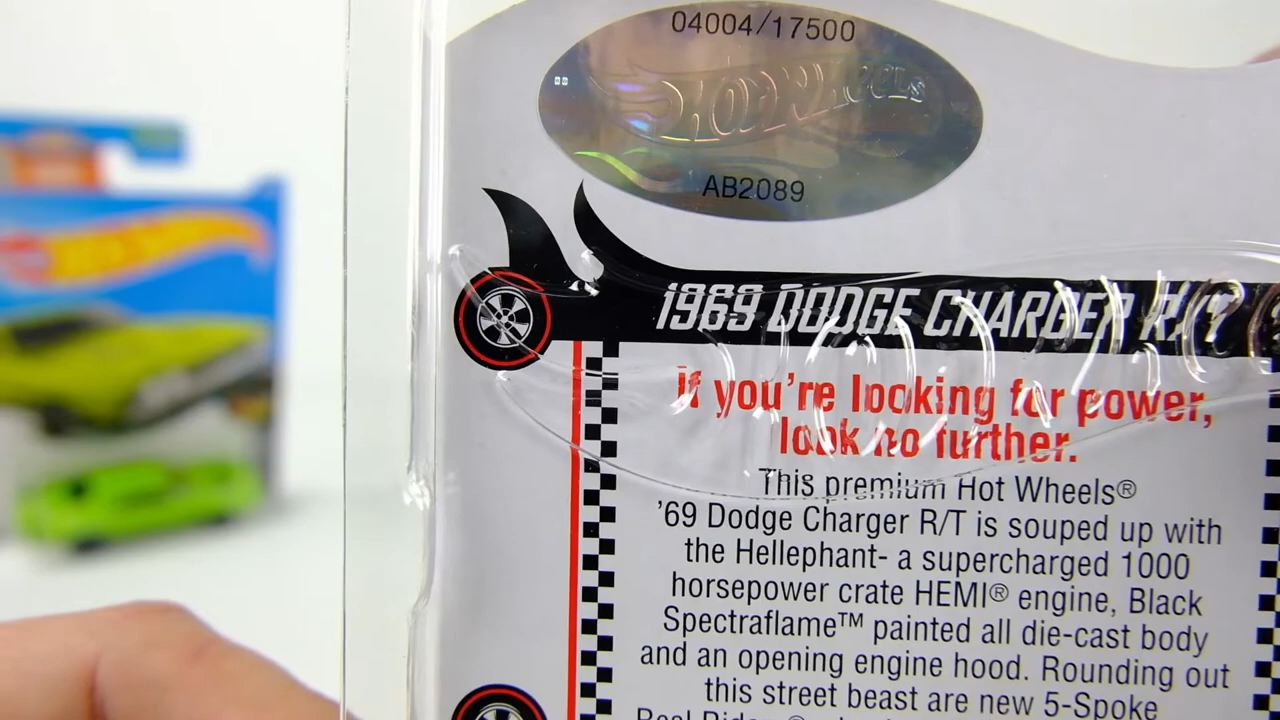 04004/17500
HOT WHEELS
AB2089
1969 DODGE CHARGER R/T
If you're looking for power,
look no further.
This premium Hot Wheels®
'69 Dodge Charger R/T is souped up with
the Hellephant- a supercharged 1000
horsepower crate HEMI® engine, Black
Spectraflame™ painted all die-cast body
and an opening engine hood. Rounding out
this street beast are new 5-Spoke
Real Riders®